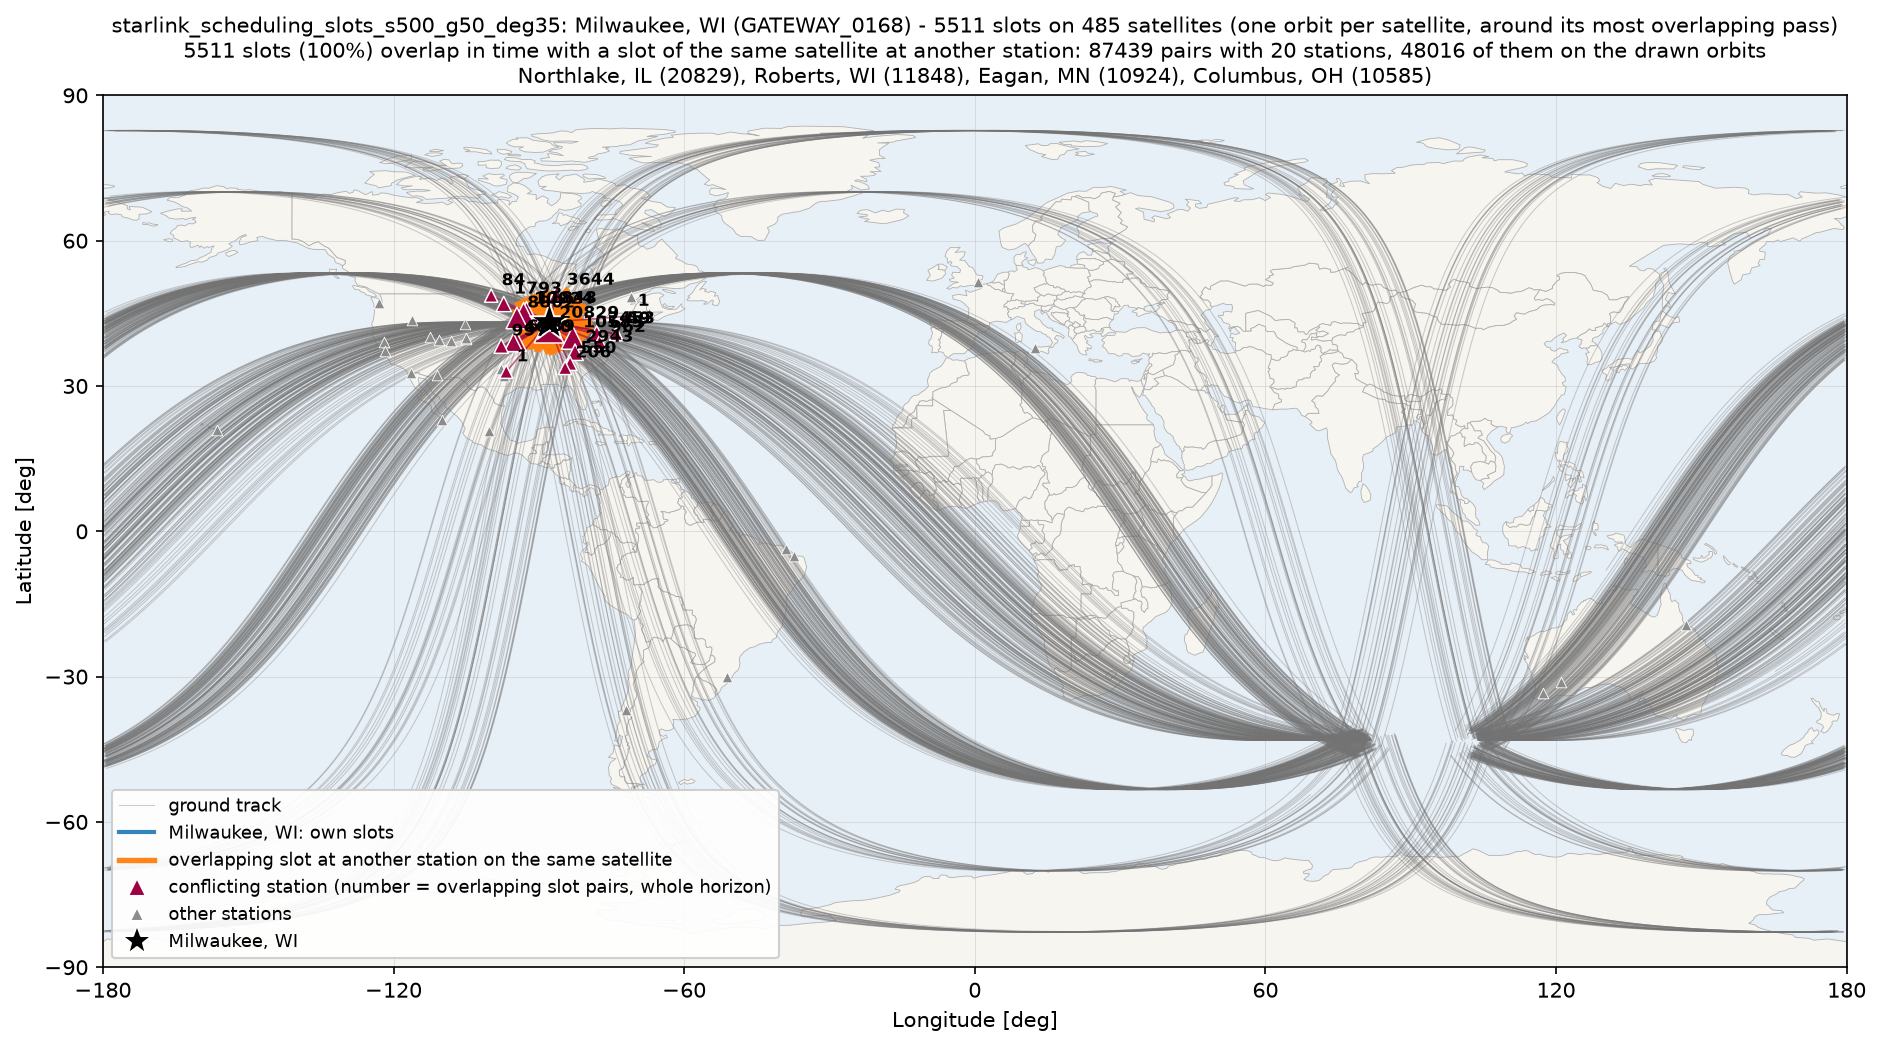 starlink_scheduling_slots_s500_g50_deg35: Milwaukee, WI (GATEWAY_0168) - 5511 slots on 485 satellites (one orbit per satellite, around its most overlapping pass)
5511 slots (100%) overlap in time with a slot of the same satellite at another station: 87439 pairs with 20 stations, 48016 of them on the drawn orbits
Northlake, IL (20829), Roberts, WI (11848), Eagan, MN (10924), Columbus, OH (10585)
90
60
30
0
−30
−60
−90
Latitude [deg]
84
3644
1793
1
20829
2943
206
1
ground track
Milwaukee, WI: own slots
overlapping slot at another station on the same satellite
conflicting station (number = overlapping slot pairs, whole horizon)
other stations
Milwaukee, WI
−180
−120
−60
0
60
120
180
Longitude [deg]